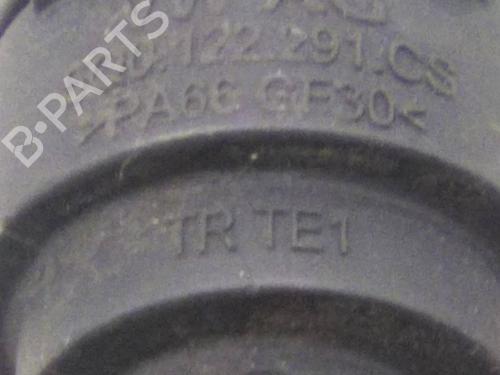 B-PARTS
.122.291.CS
>PA66 GF30<
TR TE1